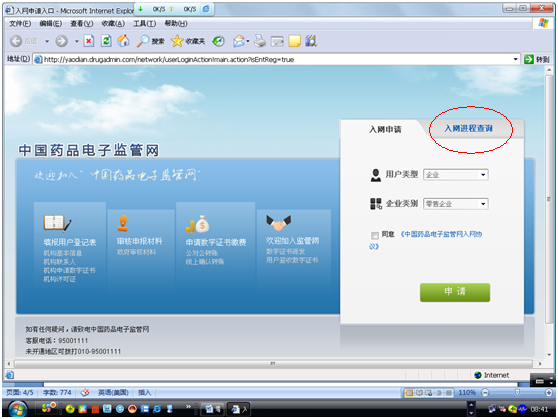 入网申请入口 - Microsoft Internet Explor
0K/S
0K/S
文件(F) 编辑(E) 查看(V) 收藏(A) 工具(T) 帮助(H)
后退
搜索
收藏夹
地址(D)
http://yaodian.drugadmin.com/network/userLoginAction!main.action?isEntReg=true
转到
中国药品电子监管网
欢迎加入"中国药品电子监管网"
填报用户登记表
机构基本信息
机构联系人
机构申请数字证书
机构许可证
审核申报材料
政府审核材料
申请数字证书缴费
公对公转账
线上确认转账
欢迎加入监管网
数字证书派发
用户签收数字证书
入网申请
入网进程查询
用户类型
企业
企业类别
零售企业
同意 《中国药品电子监管网入网协
议》
申 请
如有任何疑问，请致电中国药品电子监管网
客服电话：95001111
未开通地区可拨打010-95001111
Internet
页面: 4/5 字数: 774 英语(美国) 插入
110%
08:41